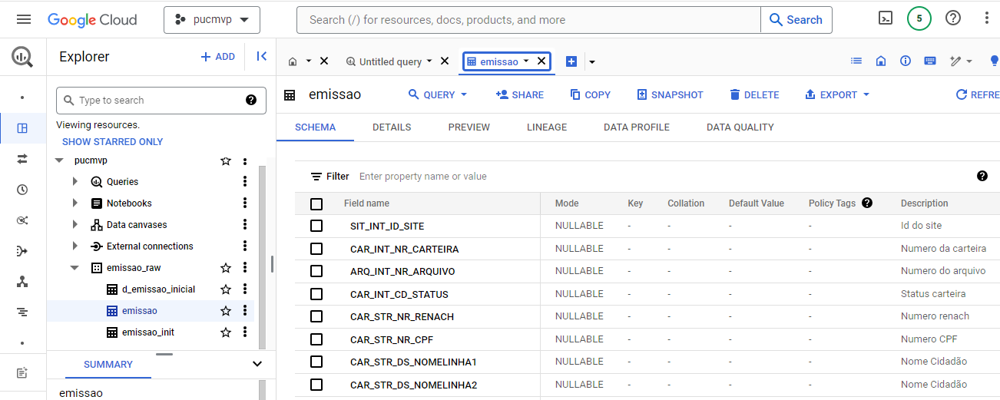 Google Cloud pucmvp Search (/) for resources, docs, products, and more Search 5
Explorer + ADD
Untitled query emissao
Type to search
emissao QUERY SHARE COPY SNAPSHOT DELETE EXPORT REFRE
Viewing resources.
SHOW STARRED ONLY
SCHEMA DETAILS PREVIEW LINEAGE DATA PROFILE DATA QUALITY
pucmvp
Queries
Notebooks
Data canvases
External connections
emissao_raw
d_emissao_inicial
emissao
emissao_init
SUMMARY
emissao
Filter Enter property name or value
Field name Mode Key Collation Default Value Policy Tags Description
SIT_INT_ID_SITE NULLABLE - - - - Id do site
CAR_INT_NR_CARTEIRA NULLABLE - - - - Numero da carteira
ARQ_INT_NR_ARQUIVO NULLABLE - - - - Numero do arquivo
CAR_INT_CD_STATUS NULLABLE - - - - Status carteira
CAR_STR_NR_RENACH NULLABLE - - - - Numero renach
CAR_STR_NR_CPF NULLABLE - - - - Numero CPF
CAR_STR_DS_NOMELINHA1 NULLABLE - - - - Nome Cidadão
CAR_STR_DS_NOMELINHA2 NULLABLE - - - - Nome Cidadão